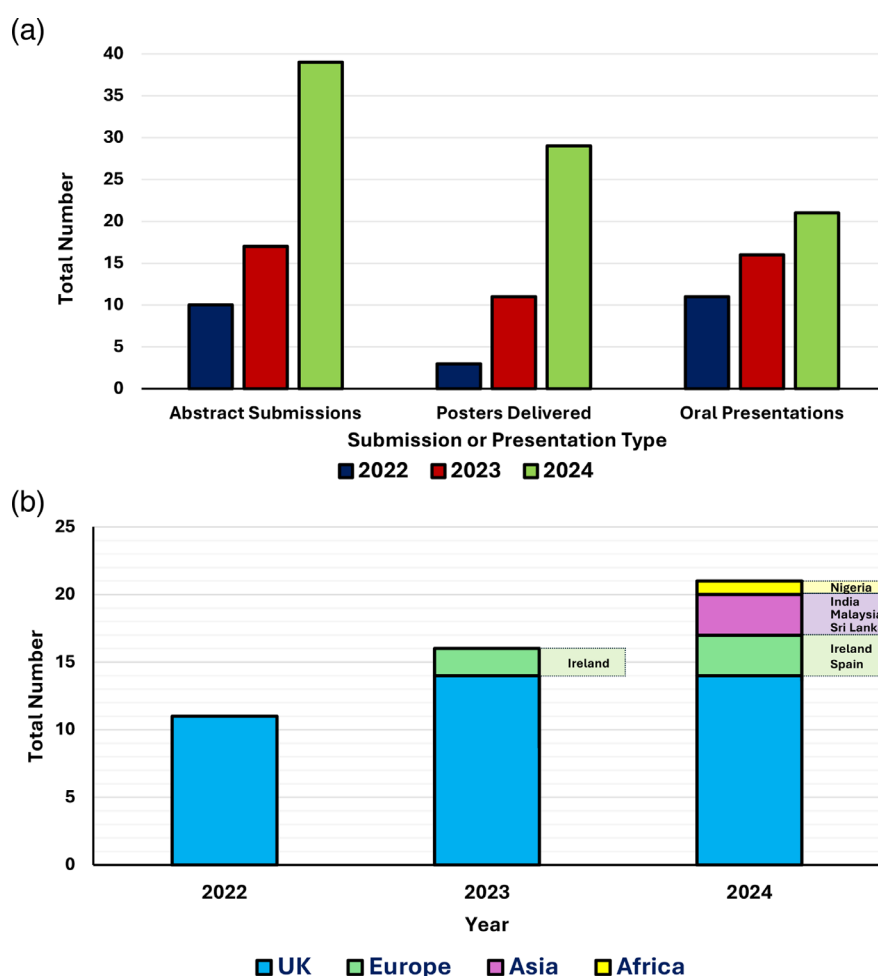 (a)
40
35
30
25
20
15
10
5
0
Total Number
Abstract Submissions Posters Delivered Oral Presentations
Submission or Presentation Type
2022 2023 2024
(b)
25
20
15
10
5
0
Total Number
Nigeria
India
Malaysia
Sri Lank
Ireland
Spain
Ireland
2022 2023 2024
Year
UK Europe Asia Africa